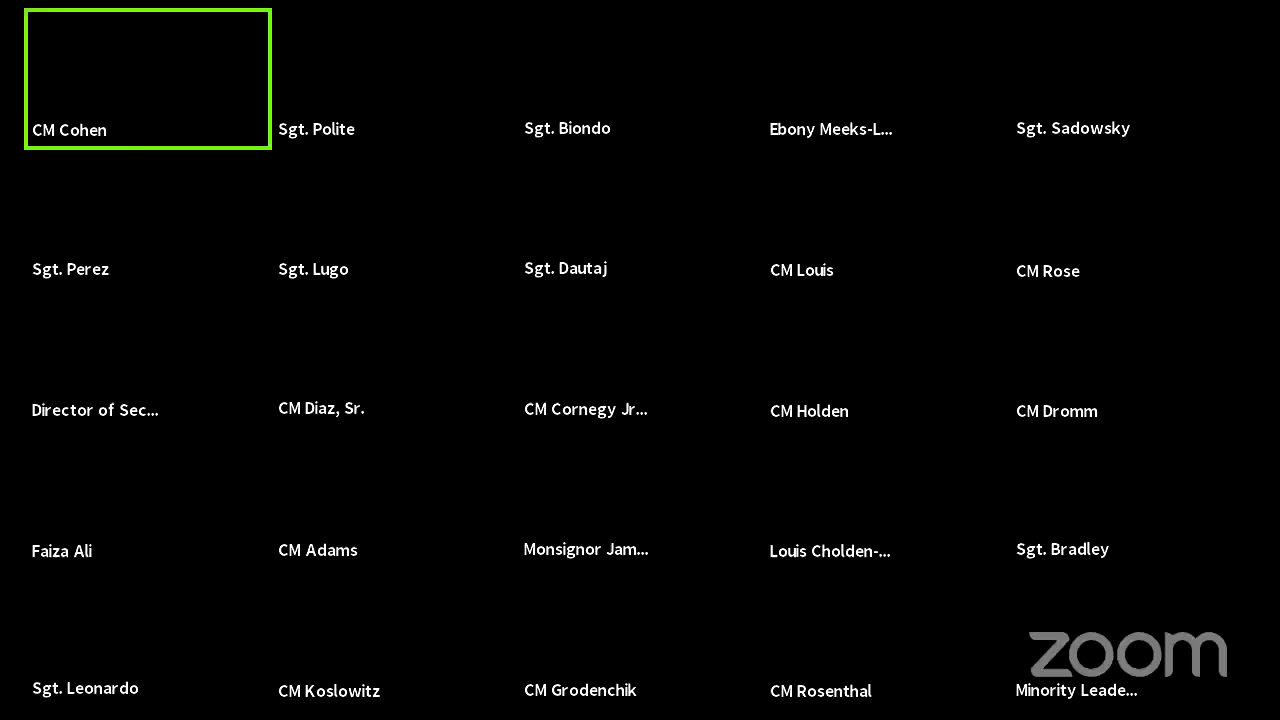 CM Cohen
Sgt. Polite
Sgt. Biondo
Ebony Meeks-L...
Sgt. Sadowsky
Sgt. Perez
Sgt. Lugo
Sgt. Dautaj
CM Louis
CM Rose
Director of Sec...
CM Diaz, Sr.
CM Cornegy Jr...
CM Holden
CM Dromm
Faiza Ali
CM Adams
Monsignor Jam...
Louis Cholden-...
Sgt. Bradley
zoom
Sgt. Leonardo
CM Koslowitz
CM Grodenchik
CM Rosenthal
Minority Leade...